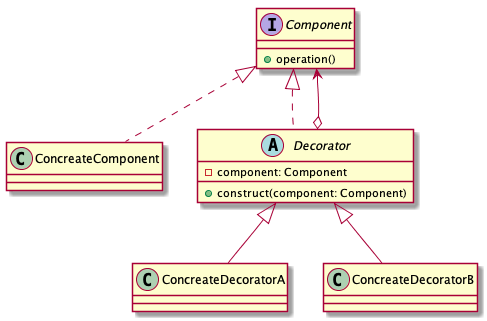 I Component
operation()
C ConcreateComponent
A Decorator
component: Component
construct(component: Component)
C ConcreateDecoratorA
C ConcreateDecoratorB